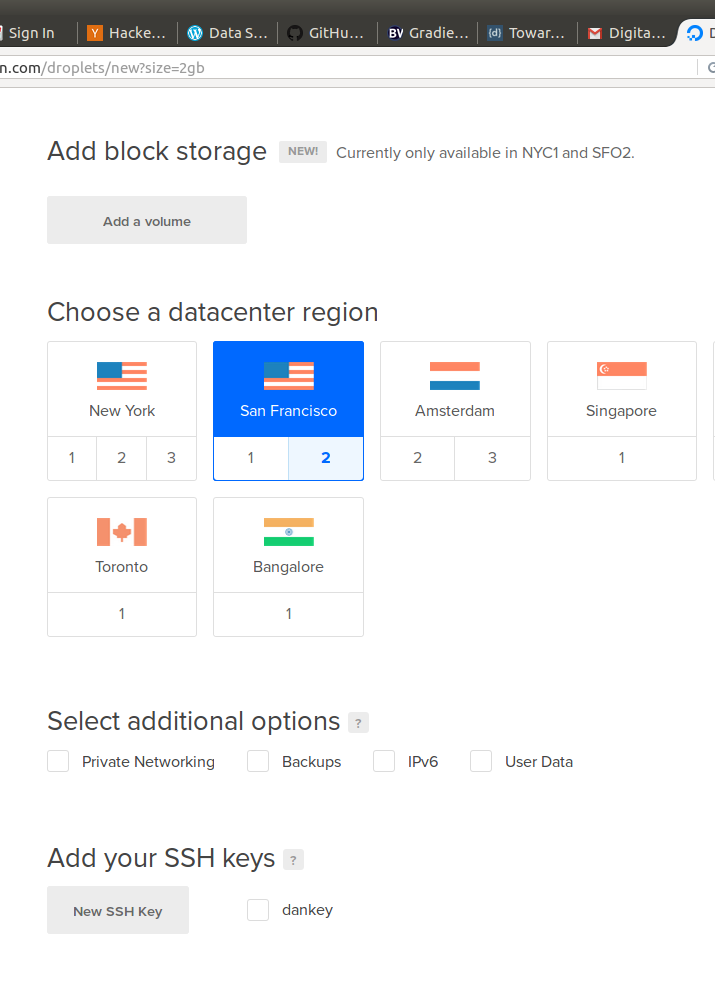 Sign In Y Hacke... Data S... GitHu... BV Gradie... {d} Towar... Digita...
n.com/droplets/new?size=2gb
Add block storage NEW! Currently only available in NYC1 and SFO2.
Add a volume
Choose a datacenter region
New York San Francisco Amsterdam Singapore
1 2 3 1 2 2 3 1
Toronto Bangalore
1 1
Select additional options ?
Private Networking Backups IPv6 User Data
Add your SSH keys ?
New SSH Key dankey